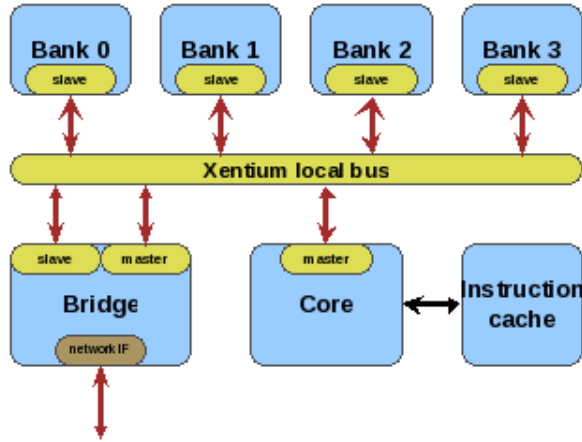 Bank 0
Bank 1
Bank 2
Bank 3
slave
slave
slave
slave
Xentium local bus
slave
master
master
Bridge
Core
Instruction
cache
network IF